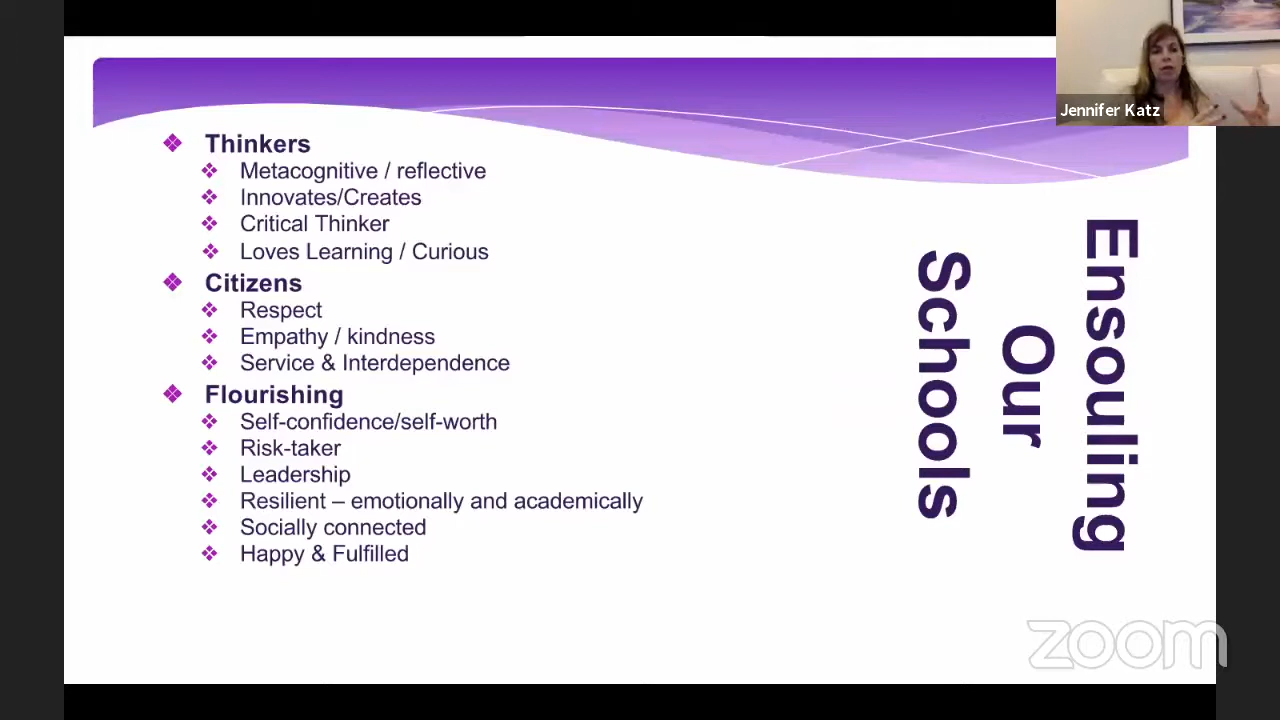 Jennifer Katz
Thinkers
Metacognitive / reflective
Innovates/Creates
Critical Thinker
Loves Learning / Curious
Citizens
Respect
Empathy / kindness
Service & Interdependence
Flourishing
Self-confidence/self-worth
Risk-taker
Leadership
Resilient – emotionally and academically
Socially connected
Happy & Fulfilled
Ensouling
Our
Schools
zoom